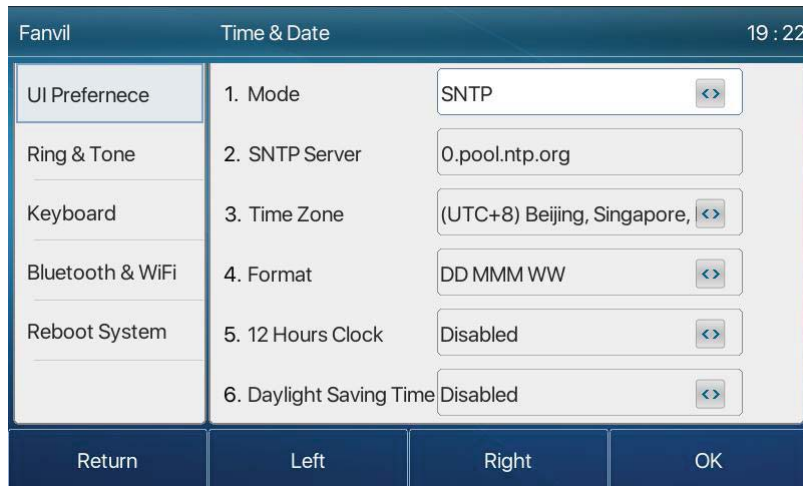 Fanvil Time & Date 19 : 22
UI Prefernece
Ring & Tone
Keyboard
Bluetooth & WiFi
Reboot System
1. Mode SNTP
2. SNTP Server 0.pool.ntp.org
3. Time Zone (UTC+8) Beijing, Singapore,
4. Format DD MMM WW
5. 12 Hours Clock Disabled
6. Daylight Saving Time Disabled
Return Left Right OK